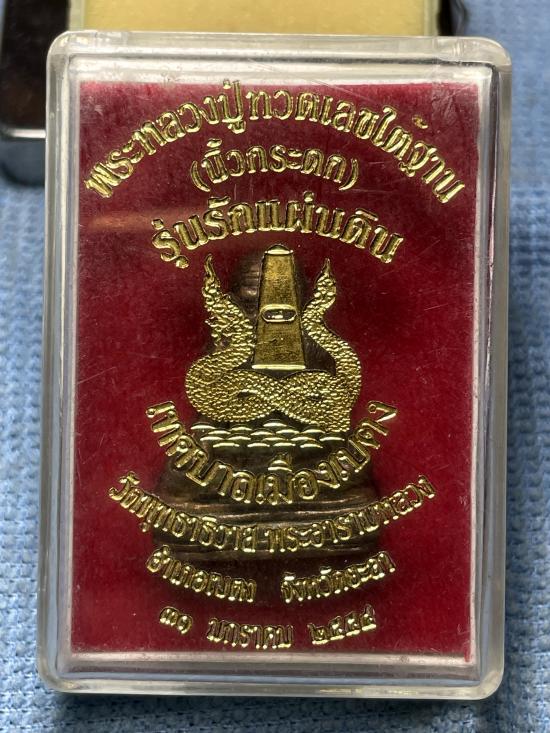 พระหลวงปู่ทวดเลขใต้ฐาน
(นิ้วกระดก)
รุ่นรักแผ่นดิน
เทศบาลเมืองเบตง
วัดพุทธาธิวาส พระอารามหลวง
อำเภอเบตง จังหวัดยะลา
๓๑ มกราคม ๒๕๕๔